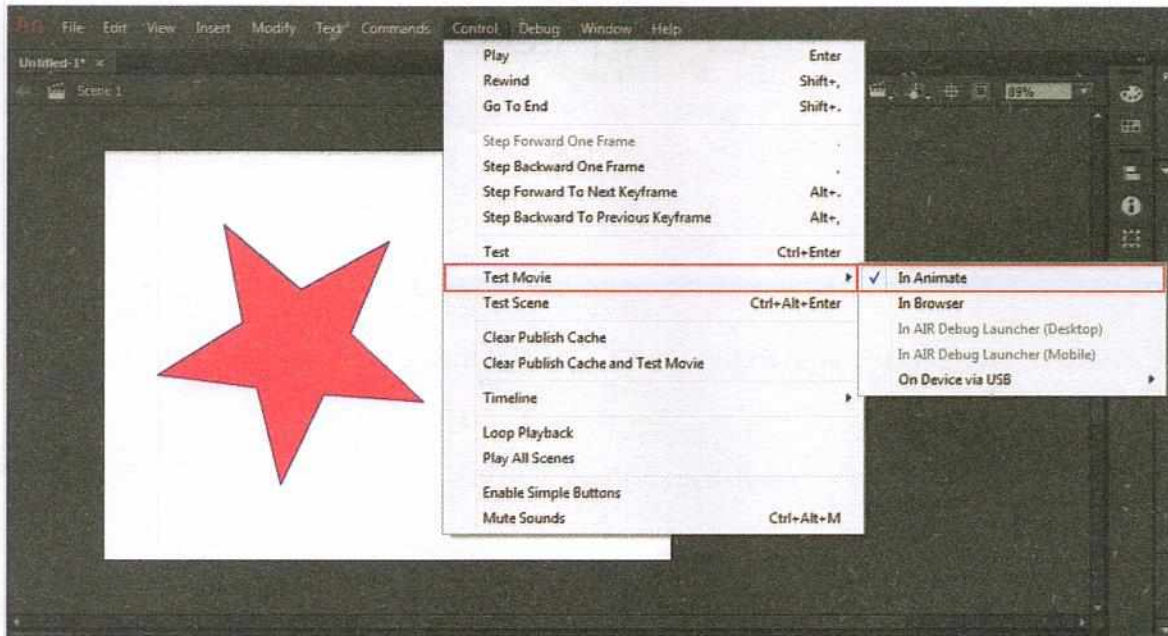 An File Edit View Insert Modify Text Commands Control Debug Window Help
Untitled-1* ×
Scene 1
89%
Play Enter
Rewind Shift+,
Go To End Shift+.
Step Forward One Frame .
Step Backward One Frame ,
Step Forward To Next Keyframe Alt+.
Step Backward To Previous Keyframe Alt+,
Test Ctrl+Enter
Test Movie
Test Scene Ctrl+Alt+Enter
Clear Publish Cache
Clear Publish Cache and Test Movie
Timeline
Loop Playback
Play All Scenes
Enable Simple Buttons
Mute Sounds Ctrl+Alt+M
✓ In Animate
In Browser
In AIR Debug Launcher (Desktop)
In AIR Debug Launcher (Mobile)
On Device via USB